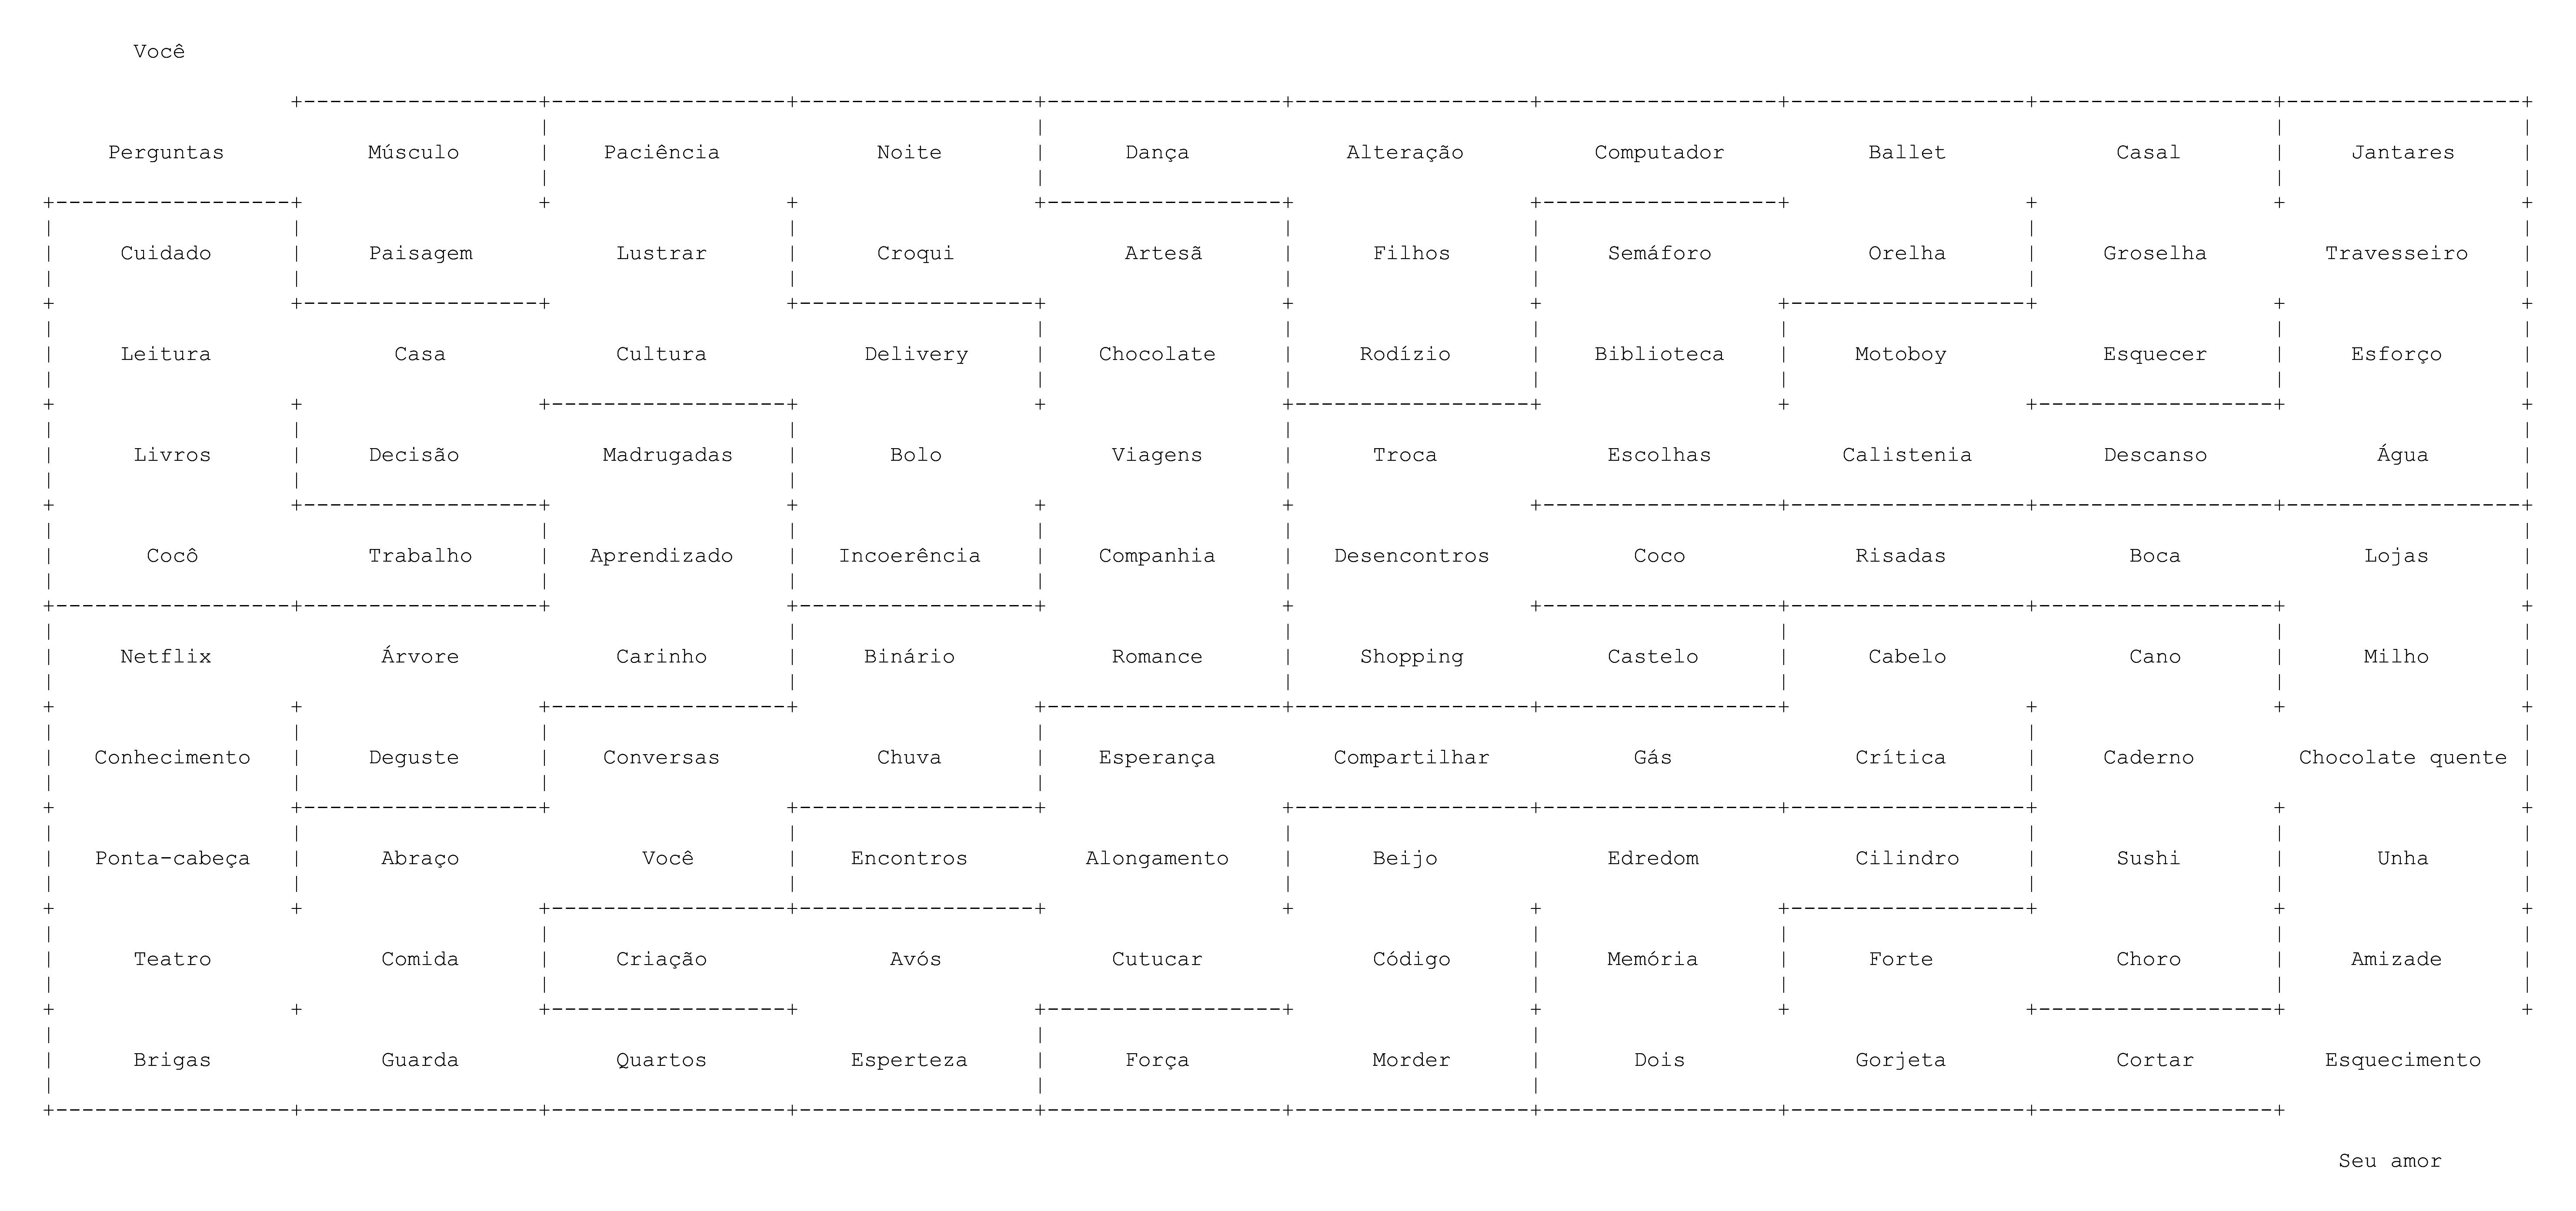 Você
Perguntas Músculo Paciência Noite Dança Alteração Computador Ballet Casal Jantares
Cuidado Paisagem Lustrar Croqui Artesã Filhos Semáforo Orelha Groselha Travesseiro
Leitura Casa Cultura Delivery Chocolate Rodízio Biblioteca Motoboy Esquecer Esforço
Livros Decisão Madrugadas Bolo Viagens Troca Escolhas Calistenia Descanso Água
Cocô Trabalho Aprendizado Incoerência Companhia Desencontros Coco Risadas Boca Lojas
Netflix Árvore Carinho Binário Romance Shopping Castelo Cabelo Cano Milho
Conhecimento Deguste Conversas Chuva Esperança Compartilhar Gás Crítica Caderno Chocolate quente
Ponta-cabeça Abraço Você Encontros Alongamento Beijo Edredom Cilindro Sushi Unha
Teatro Comida Criação Avós Cutucar Código Memória Forte Choro Amizade
Brigas Guarda Quartos Esperteza Força Morder Dois Gorjeta Cortar Esquecimento
Seu amor